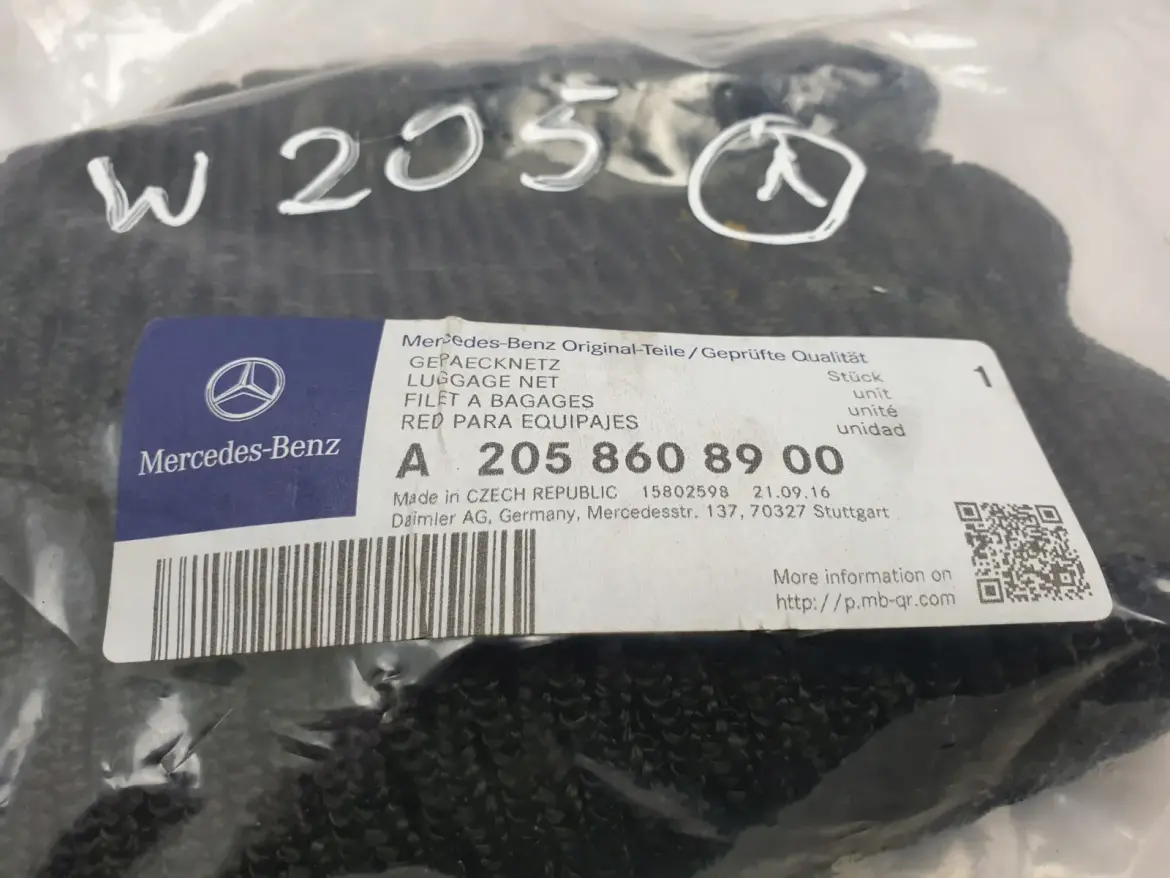 W 205
Mercedes-Benz
Mercedes-Benz Original-Teile/Geprüfte Qualität
GEPAECKNETZ
LUGGAGE NET
FILET A BAGAGES
RED PARA EQUIPAJES
Stück 1
unit
unité
unidad
A 205 860 89 00
Made in CZECH REPUBLIC 15802598 21.09.16
Daimler AG, Germany, Mercedesstr. 137, 70327 Stuttgart
More information on
http://p.mb-qr.com